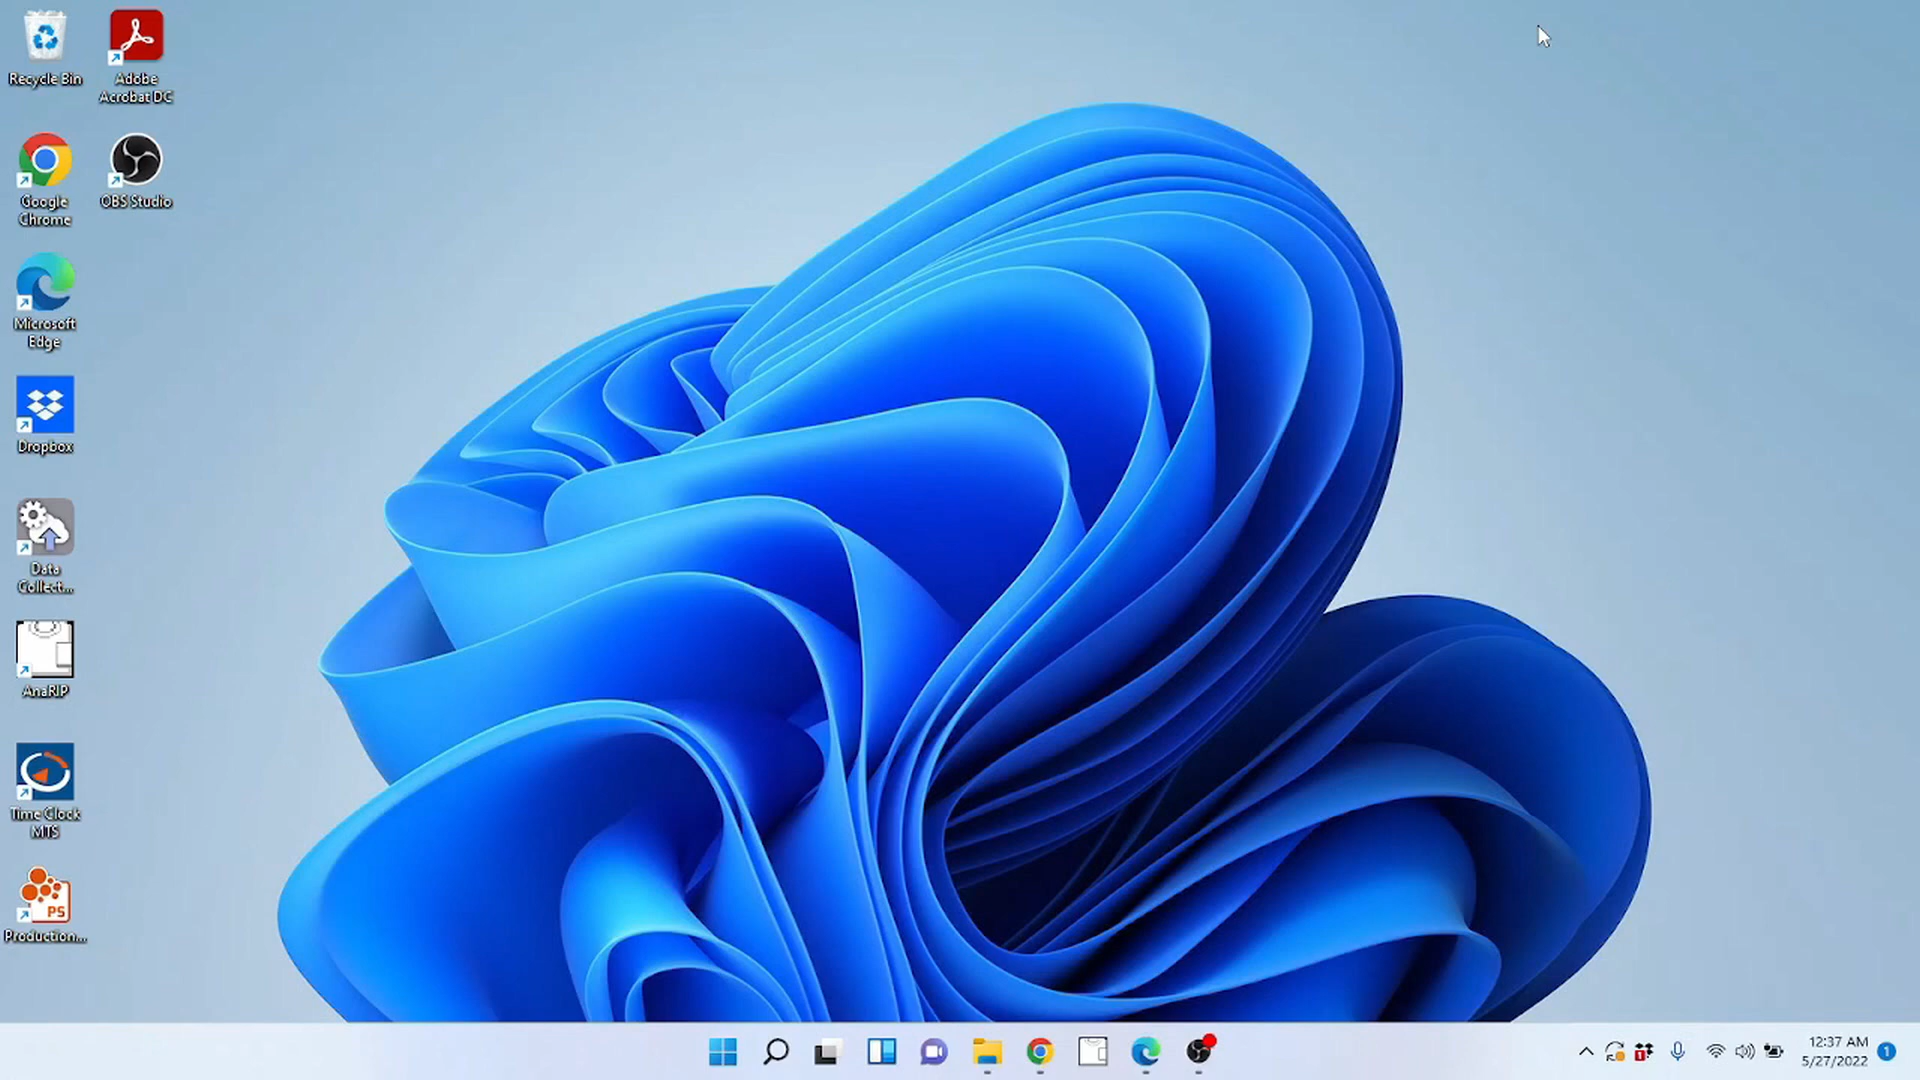 Recycle Bin
Adobe
Acrobat DC
Google
Chrome
OBS Studio
Microsoft
Edge
Dropbox
Data
Collect...
AnaRIP
Time Clock
MTS
PS
Production...
12:37 AM
5/27/2022
1
1